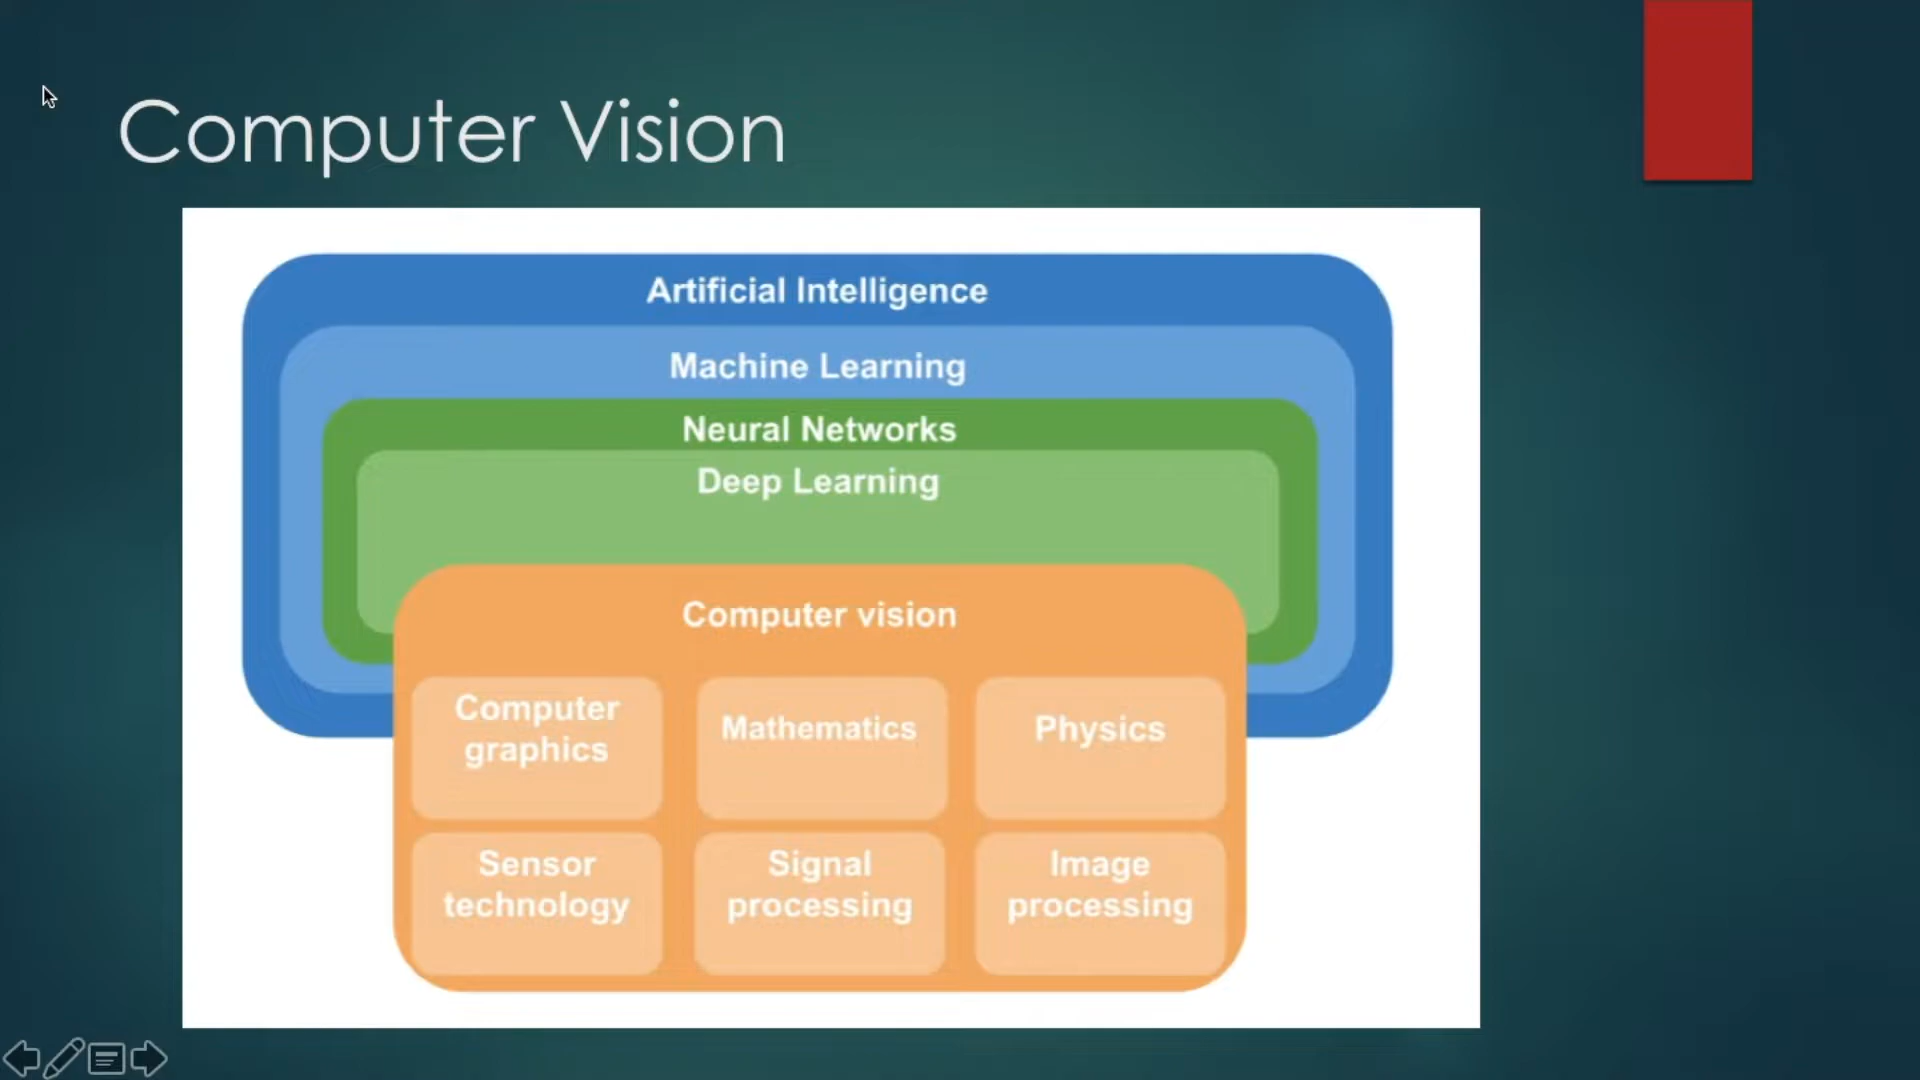 Computer Vision
Artificial Intelligence
Machine Learning
Neural Networks
Deep Learning
Computer vision
Computer
graphics
Mathematics
Physics
Sensor
technology
Signal
processing
Image
processing